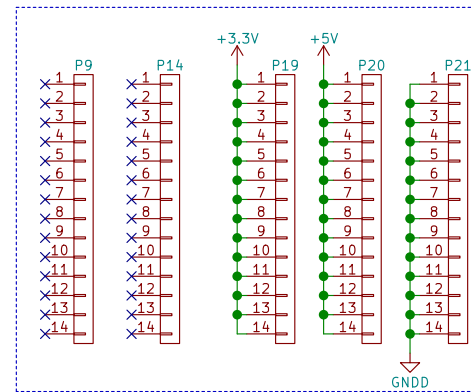 +3.3V +5V
P9 P14 P19 P20 P21
1 1 1 1 1
2 2 2 2 2
3 3 3 3 3
4 4 4 4 4
5 5 5 5 5
6 6 6 6 6
7 7 7 7 7
8 8 8 8 8
9 9 9 9 9
10 10 10 10 10
11 11 11 11 11
12 12 12 12 12
13 13 13 13 13
14 14 14 14 14
GNDD